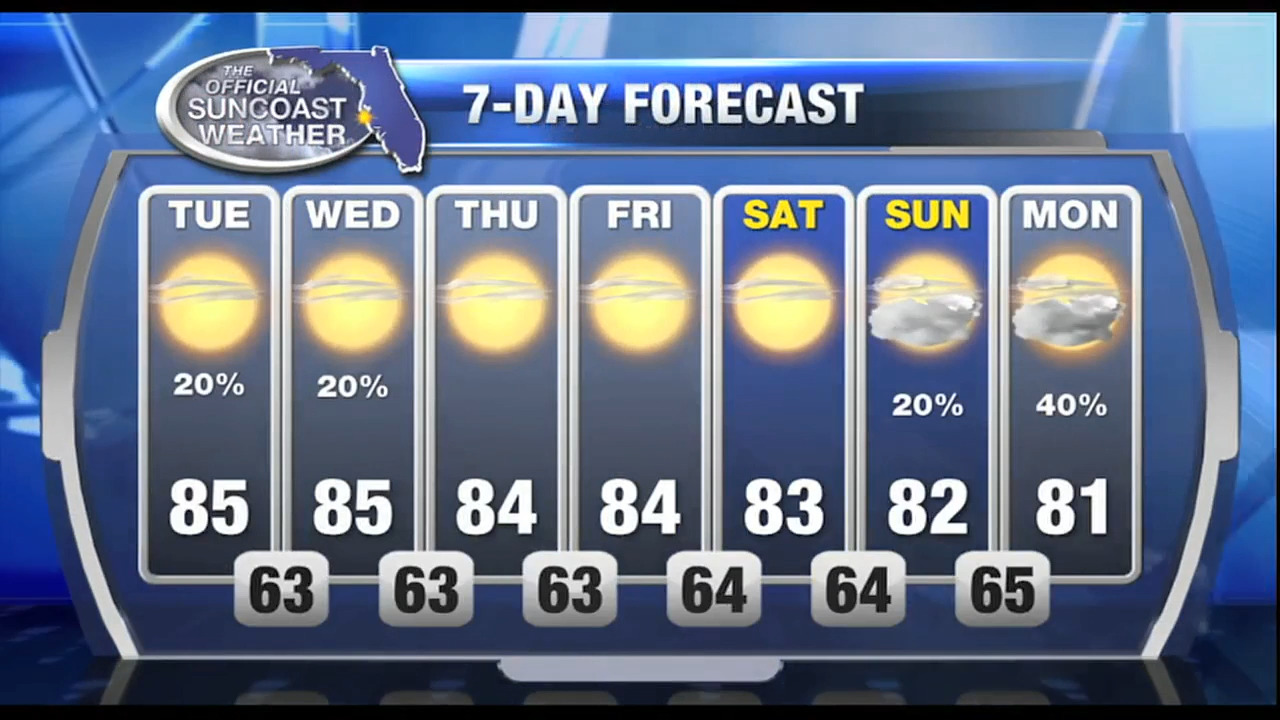 THE
OFFICIAL
SUNCOAST
WEATHER
7-DAY FORECAST
TUE WED THU FRI SAT SUN MON
20% 20% 20% 40%
85 85 84 84 83 82 81
63 63 63 64 64 65